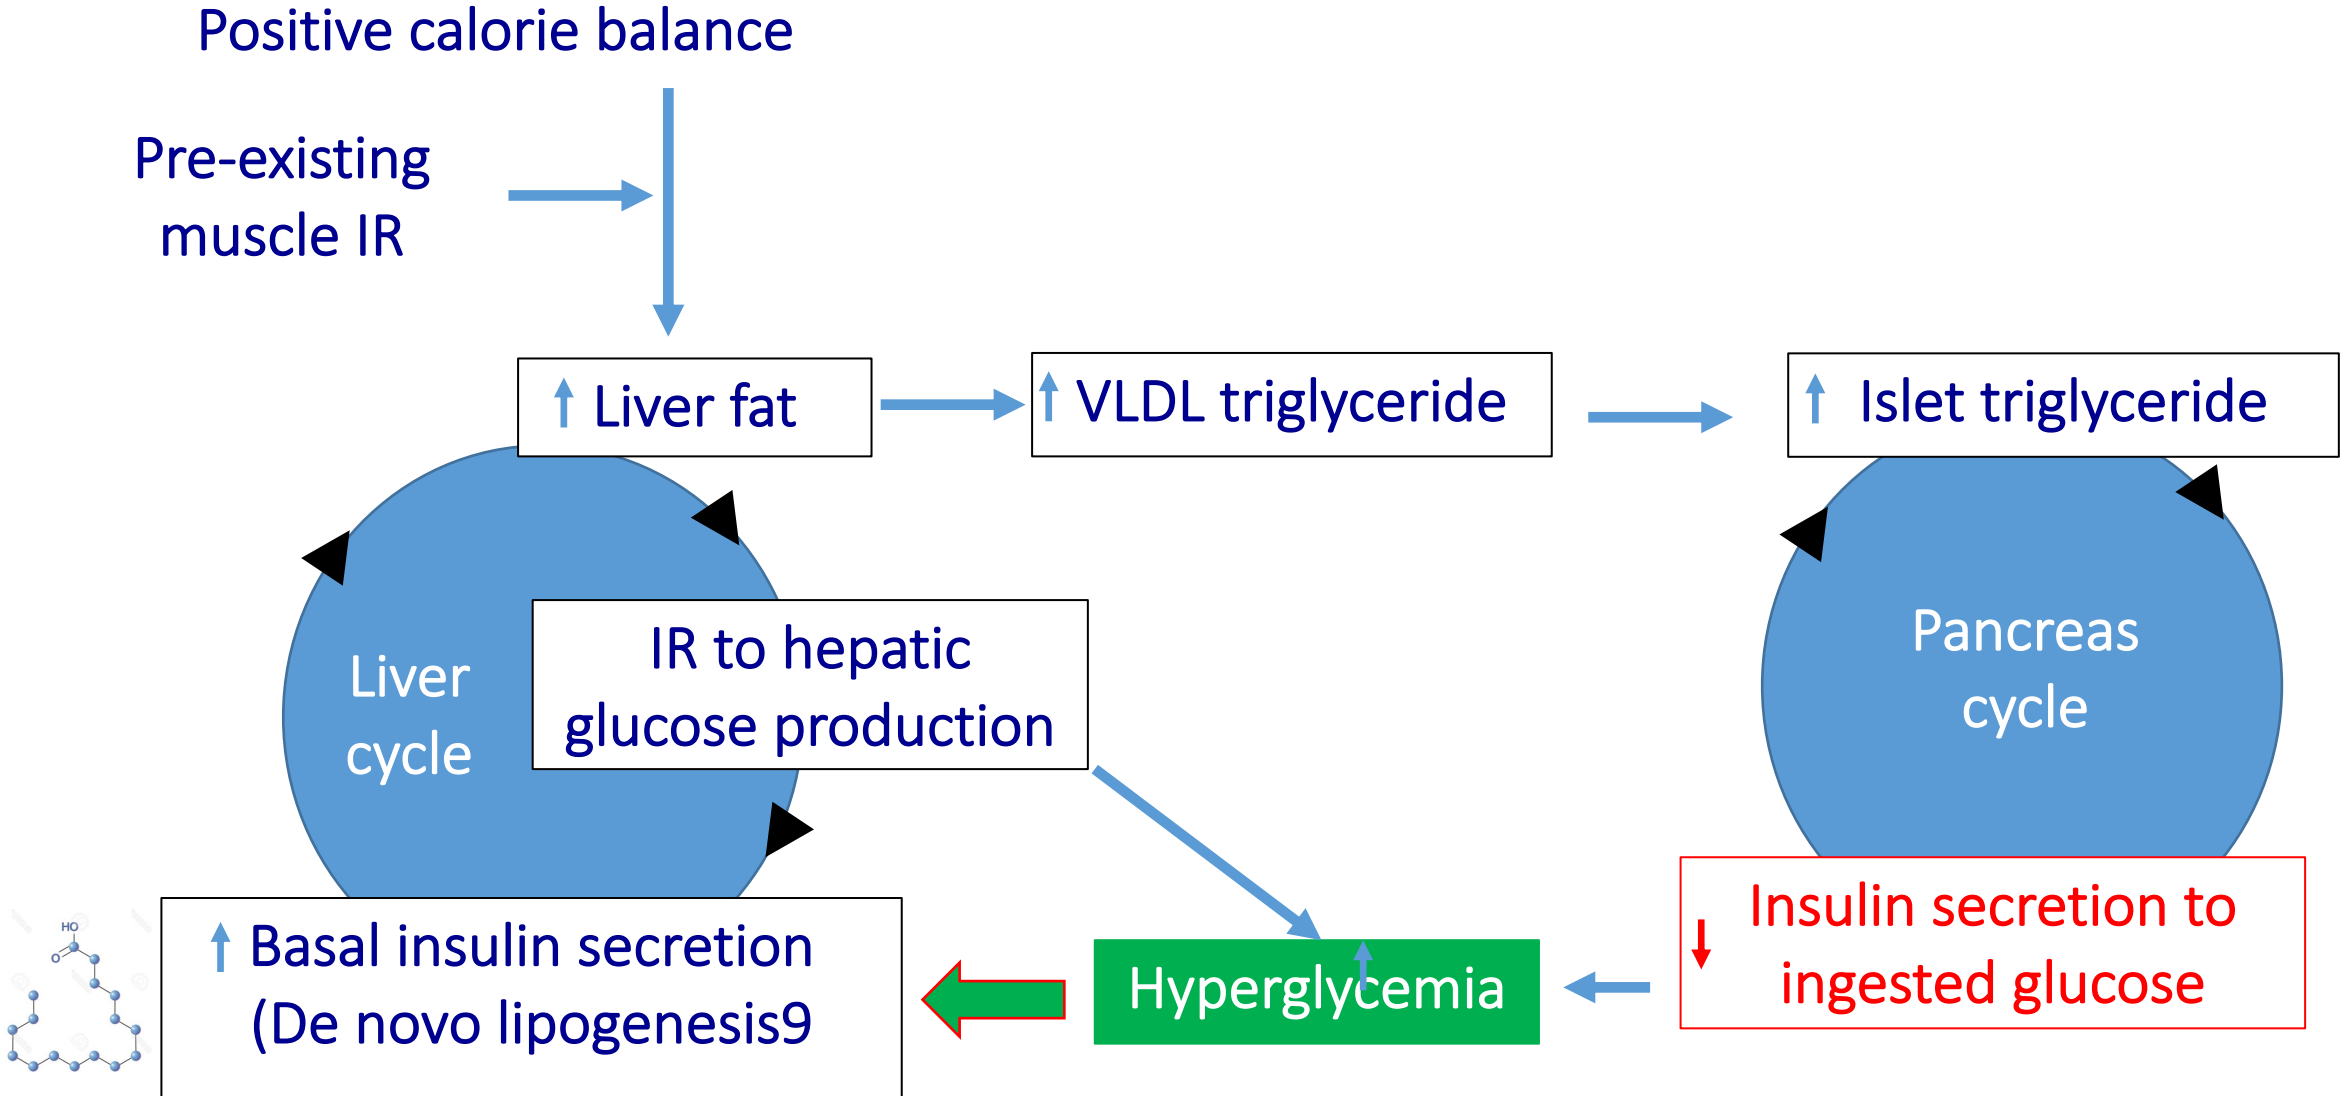 Positive calorie balance
Pre-existing
muscle IR
Liver fat
VLDL triglyceride
Islet triglyceride
Liver
cycle
IR to hepatic
glucose production
Pancreas
cycle
Basal insulin secretion
(De novo lipogenesis9
Hyperglycemia
Insulin secretion to
ingested glucose
HO
O